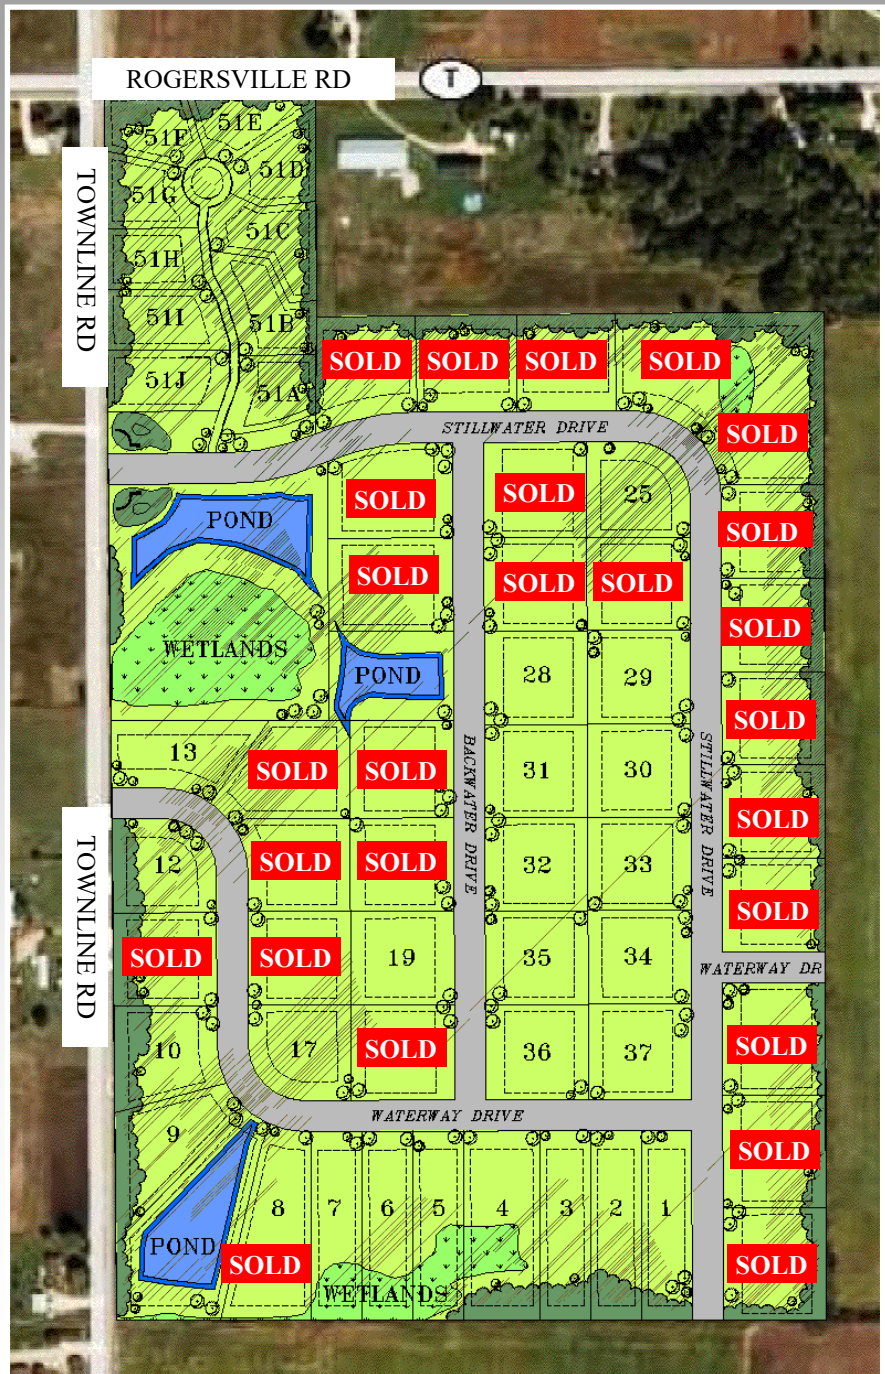 ROGERSVILLE RD
T
TOWNLINE RD
51F
51E
51D
51G
51C
51H
51I
51B
51J
51A
SOLD
SOLD
SOLD
SOLD
STILLWATER DRIVE
SOLD
SOLD
SOLD
25
POND
SOLD
SOLD
SOLD
SOLD
SOLD
WETLANDS
POND
28
29
SOLD
13
SOLD
SOLD
BACKWATER DRIVE
31
30
STILLWATER DRIVE
SOLD
TOWNLINE RD
12
SOLD
SOLD
32
33
SOLD
SOLD
SOLD
19
35
34
WATERWAY DR
10
17
SOLD
36
37
SOLD
WATERWAY DRIVE
9
SOLD
8
7
6
5
4
3
2
1
POND
SOLD
WETLANDS
SOLD